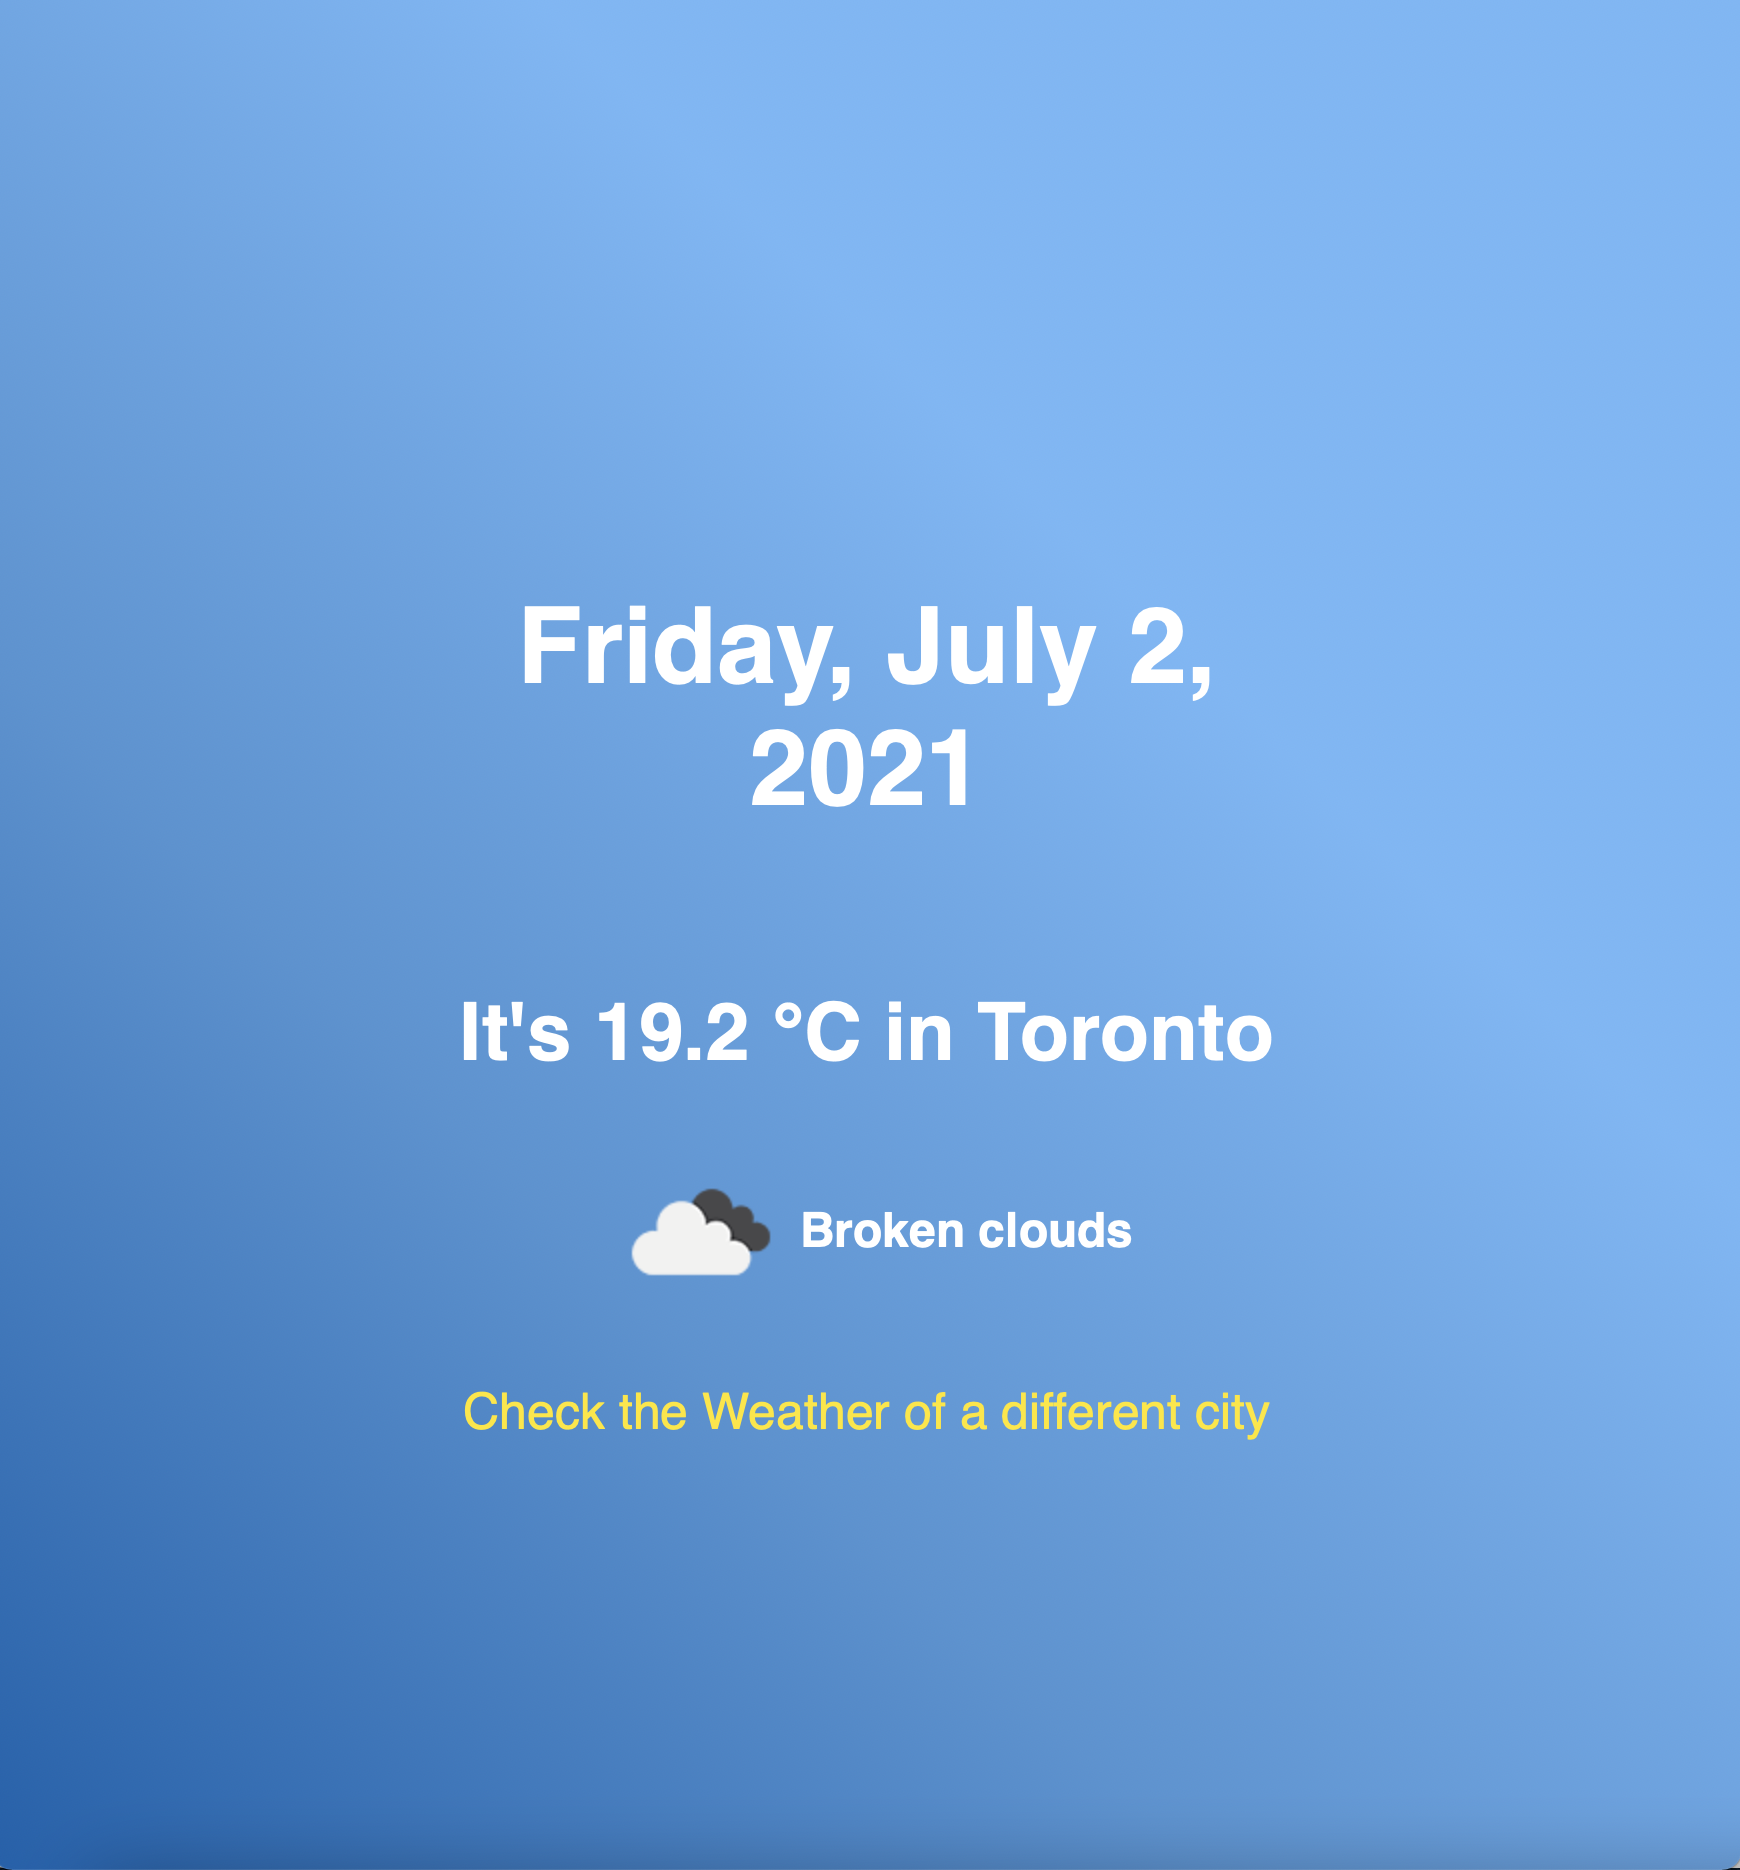 Friday, July 2,
2021
It's 19.2 °C in Toronto
Broken clouds
Check the Weather of a different city